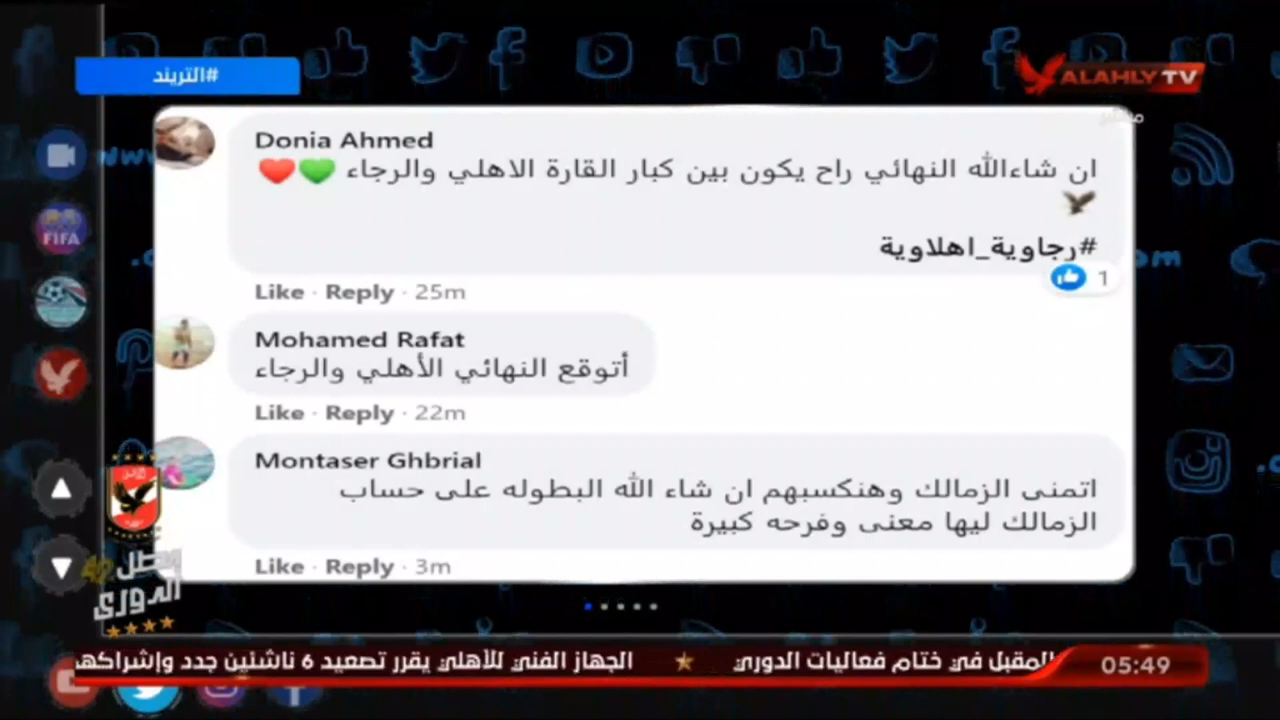 #التريند
ALAHLY TV
مباشر
Donia Ahmed
ان شاءالله النهائي راح يكون بين كبار القارة الاهلي والرجاء 💚❤️
🦅
#رجاوية_اهلاوية
1
Like · Reply · 25m
Mohamed Rafat
أتوقع النهائي الأهلي والرجاء
Like · Reply · 22m
Montaser Ghbrial
اتمنى الزمالك وهنكسبهم ان شاء الله البطوله على حساب
الزمالك ليها معنى وفرحه كبيرة
Like · Reply · 3m
FIFA
بطل
الدوري
42
المقبل في ختام فعاليات الدوري ★ الجهاز الفني للأهلي يقرر تصعيد 6 ناشئين جدد وإشراكهم
05:49